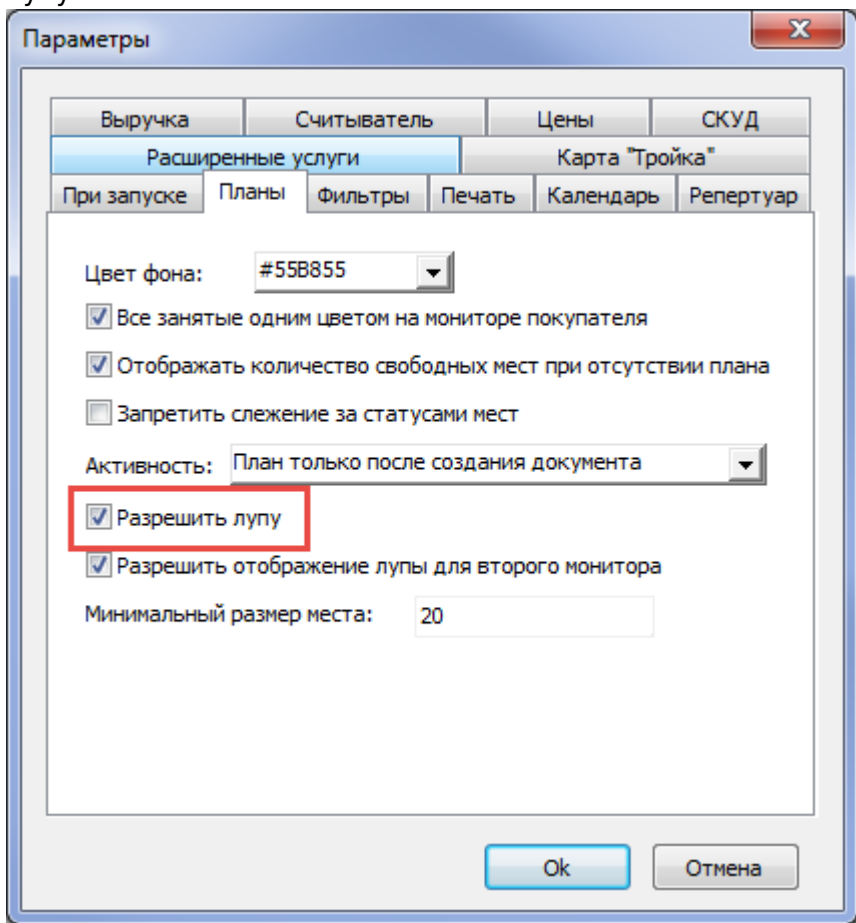 Параметры
Выручка Считыватель Цены СКУД
Расширенные услуги Карта "Тройка"
При запуске Планы Фильтры Печать Календарь Репертуар
Цвет фона: #55B855
Все занятые одним цветом на мониторе покупателя
Отображать количество свободных мест при отсутствии плана
Запретить слежение за статусами мест
Активность: План только после создания документа
Разрешить лупу
Разрешить отображение лупы для второго монитора
Минимальный размер места: 20
Ok Отмена